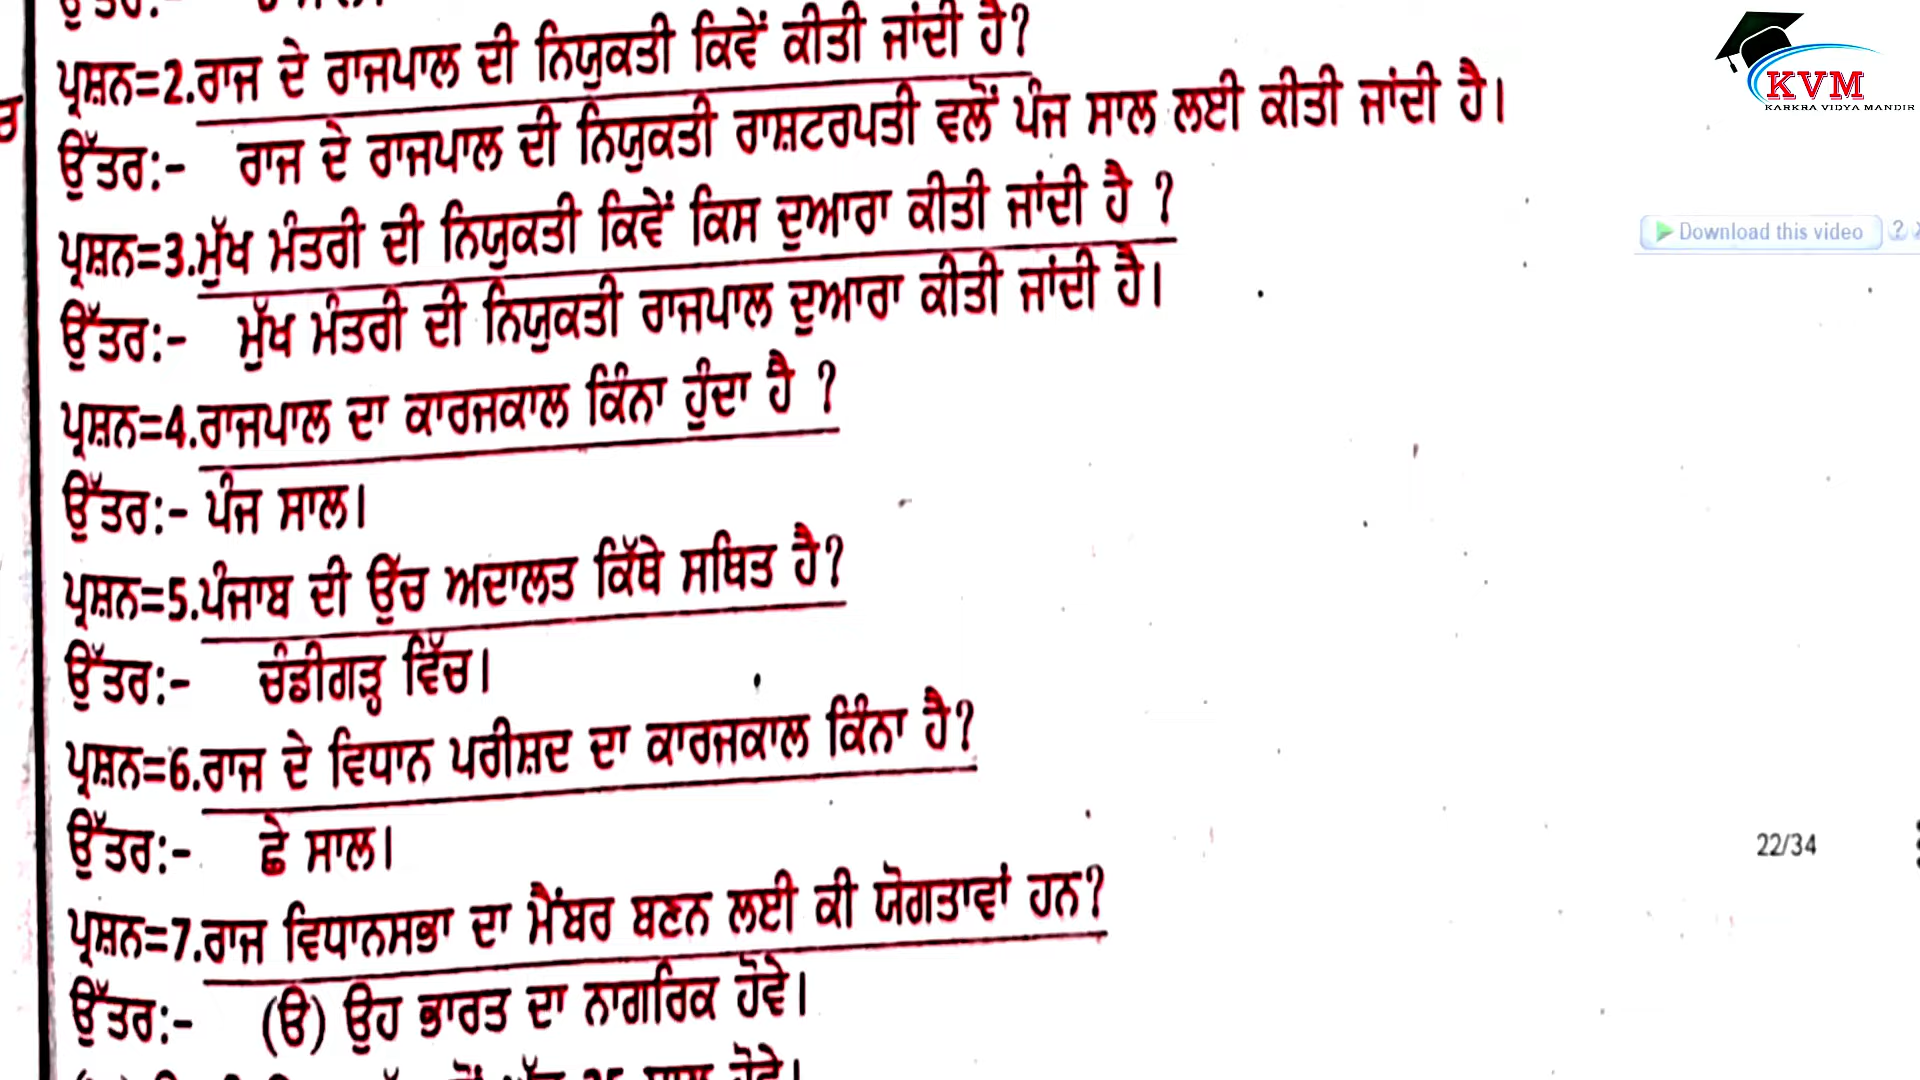 ਪ੍ਰਸ਼ਨ=2.ਰਾਜ ਦੇ ਰਾਜਪਾਲ ਦੀ ਨਿਯੁਕਤੀ ਕਿਵੇਂ ਕੀਤੀ ਜਾਂਦੀ ਹੈ?
ਉੱਤਰ:- ਰਾਜ ਦੇ ਰਾਜਪਾਲ ਦੀ ਨਿਯੁਕਤੀ ਰਾਸ਼ਟਰਪਤੀ ਵਲੋਂ ਪੰਜ ਸਾਲ ਲਈ ਕੀਤੀ ਜਾਂਦੀ ਹੈ।
ਪ੍ਰਸ਼ਨ=3.ਮੁੱਖ ਮੰਤਰੀ ਦੀ ਨਿਯੁਕਤੀ ਕਿਵੇਂ ਕਿਸ ਦੁਆਰਾ ਕੀਤੀ ਜਾਂਦੀ ਹੈ ?
ਉੱਤਰ:- ਮੁੱਖ ਮੰਤਰੀ ਦੀ ਨਿਯੁਕਤੀ ਰਾਜਪਾਲ ਦੁਆਰਾ ਕੀਤੀ ਜਾਂਦੀ ਹੈ।
ਪ੍ਰਸ਼ਨ=4.ਰਾਜਪਾਲ ਦਾ ਕਾਰਜਕਾਲ ਕਿੰਨਾ ਹੁੰਦਾ ਹੈ ?
ਉੱਤਰ:- ਪੰਜ ਸਾਲ।
ਪ੍ਰਸ਼ਨ=5.ਪੰਜਾਬ ਦੀ ਉੱਚ ਅਦਾਲਤ ਕਿੱਥੇ ਸਥਿਤ ਹੈ?
ਉੱਤਰ:- ਚੰਡੀਗੜ੍ਹ ਵਿੱਚ।
ਪ੍ਰਸ਼ਨ=6.ਰਾਜ ਦੇ ਵਿਧਾਨ ਪਰੀਸ਼ਦ ਦਾ ਕਾਰਜਕਾਲ ਕਿੰਨਾ ਹੈ?
ਉੱਤਰ:- ਛੇ ਸਾਲ।
ਪ੍ਰਸ਼ਨ=7.ਰਾਜ ਵਿਧਾਨਸਭਾ ਦਾ ਮੈਂਬਰ ਬਣਨ ਲਈ ਕੀ ਯੋਗਤਾਵਾਂ ਹਨ?
ਉੱਤਰ:- (ੳ) ਉਹ ਭਾਰਤ ਦਾ ਨਾਗਰਿਕ ਹੋਵੇ।
KVM
KARKRA VIDYA MANDIR
Download this video ?
22/34